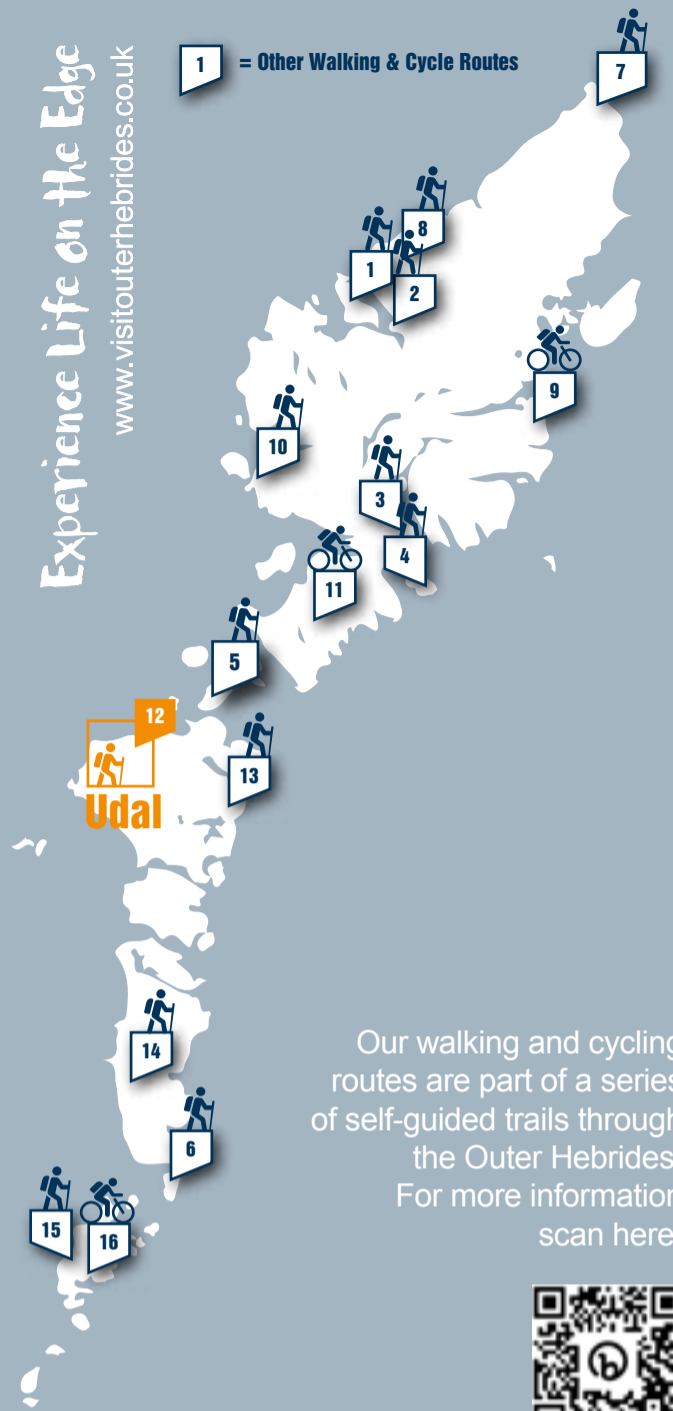 Experience Life on the Edge
www.visitouterhebrides.co.uk
1 = Other Walking & Cycle Routes
7
8
1
2
9
10
3
4
11
5
12
Udal
13
14
6
15
16
Our walking and cycling
routes are part of a series
of self-guided trails through
the Outer Hebrides
For more information
scan here